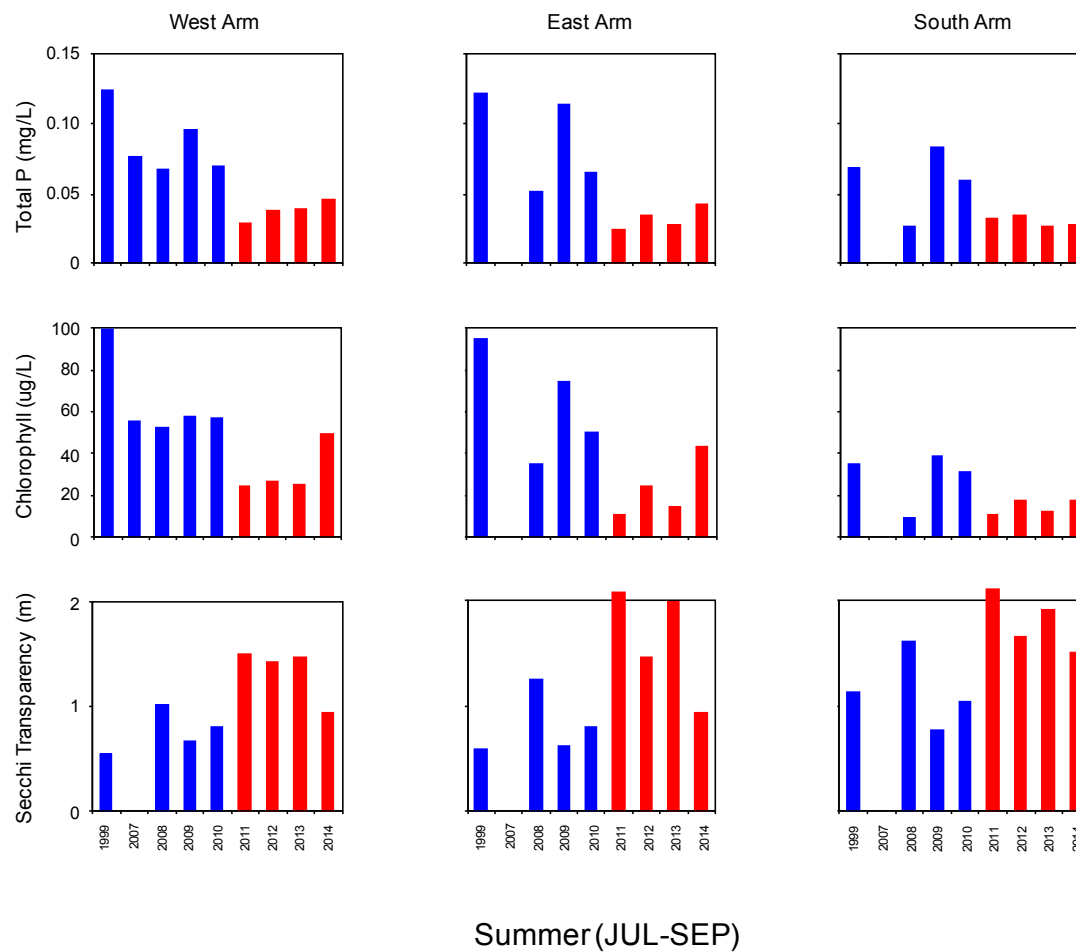 West Arm East Arm South Arm
Total P (mg/L)
0.15
0.10
0.05
0
Chlorophyll (ug/L)
100
80
60
40
20
0
Secchi Transparency (m)
2
1
0
1999 2007 2008 2009 2010 2011 2012 2013 2014
1999 2007 2008 2009 2010 2011 2012 2013 2014
1999 2007 2008 2009 2010 2011 2012 2013 2014
Summer (JUL-SEP)